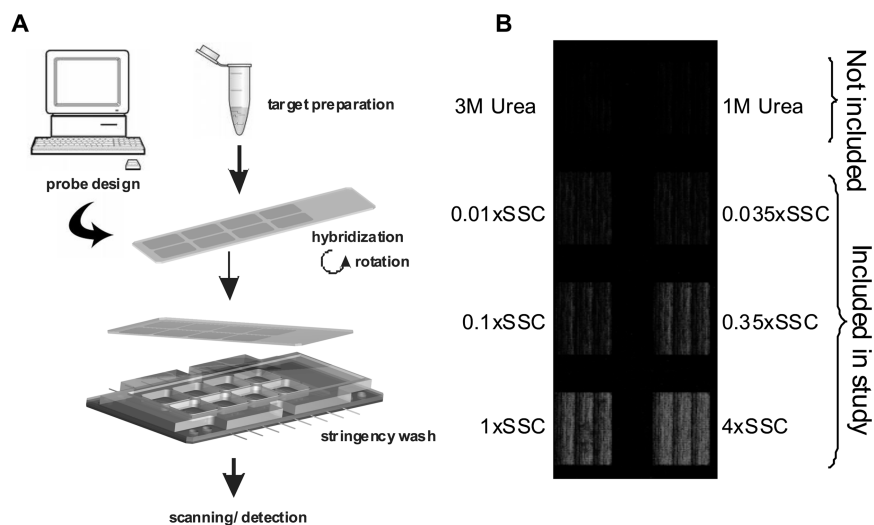 A
target preparation
probe design
hybridization
rotation
stringency wash
scanning/ detection
B
3M Urea
1M Urea
0.01xSSC
0.035xSSC
0.1xSSC
0.35xSSC
1xSSC
4xSSC
Not included
Included in study